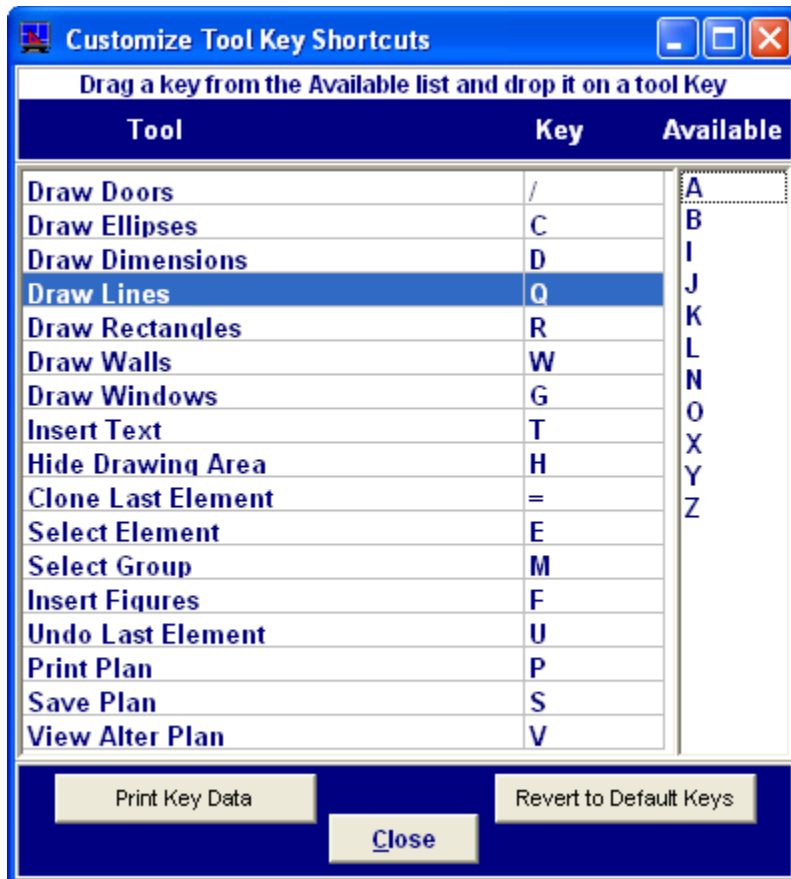 Customize Tool Key Shortcuts
Drag a key from the Available list and drop it on a tool Key
Tool Key Available
Draw Doors /
Draw Ellipses C
Draw Dimensions D
Draw Lines Q
Draw Rectangles R
Draw Walls W
Draw Windows G
Insert Text T
Hide Drawing Area H
Clone Last Element =
Select Element E
Select Group M
Insert Figures F
Undo Last Element U
Print Plan P
Save Plan S
View Alter Plan V
A
B
I
J
K
L
N
O
X
Y
Z
Print Key Data
Revert to Default Keys
Close